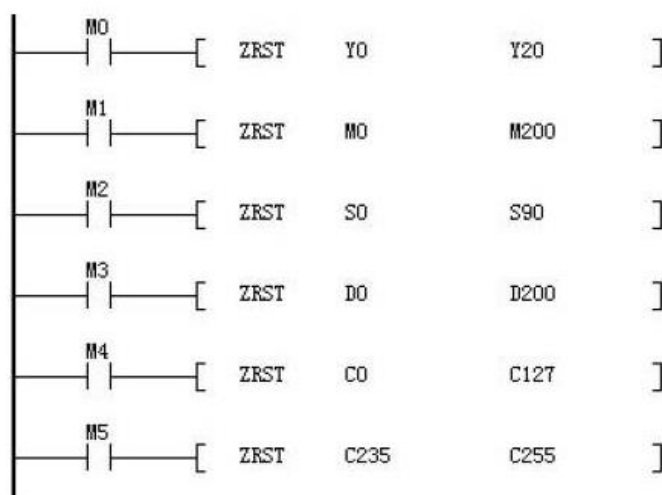 M0
[ ZRST Y0 Y20 ]
M1
[ ZRST M0 M200 ]
M2
[ ZRST S0 S90 ]
M3
[ ZRST D0 D200 ]
M4
[ ZRST C0 C127 ]
M5
[ ZRST C235 C255 ]